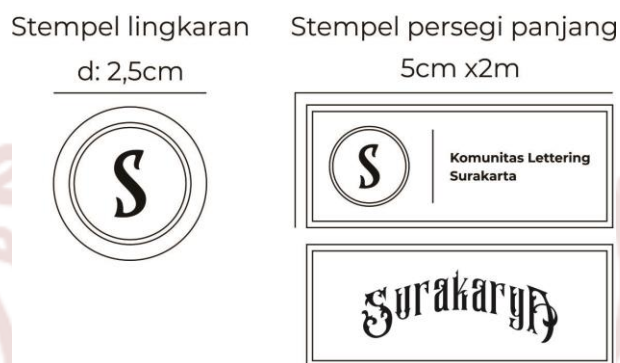 Stempel lingkaran
d: 2,5cm
S
Stempel persegi panjang
5cm x2m
S
Komunitas Lettering
Surakarta
Surakarya